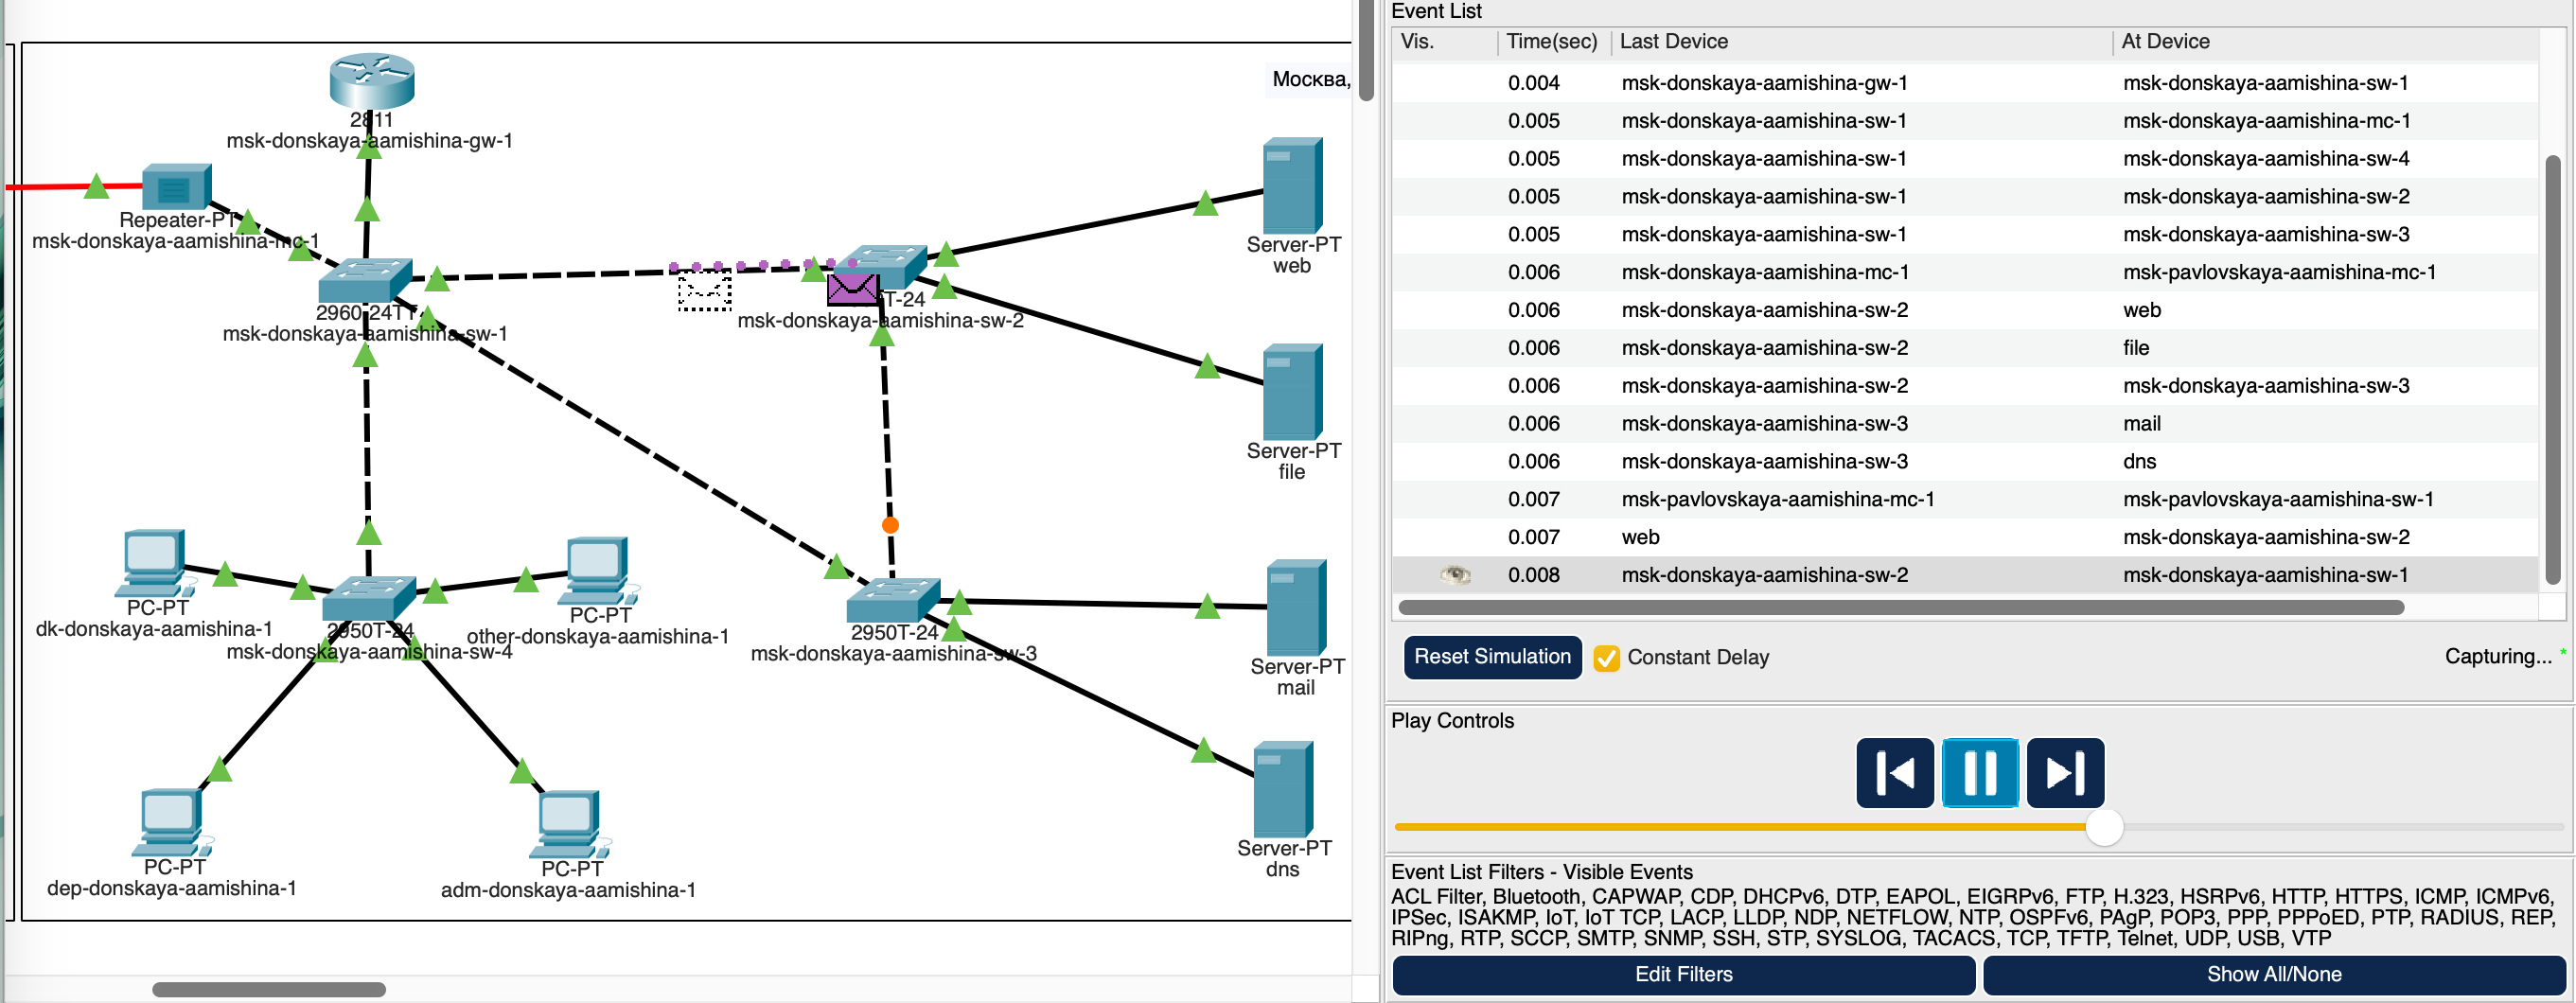 Москва,
2811
msk-donskaya-aamishina-gw-1
Repeater-PT
msk-donskaya-aamishina-mc-1
Server-PT
web
2960-24TT
msk-donskaya-aamishina-sw-1
T-24
msk-donskaya-aamishina-sw-2
Server-PT
file
PC-PT
dk-donskaya-aamishina-1
2950T-24
msk-donskaya-aamishina-sw-4
PC-PT
other-donskaya-aamishina-1
2950T-24
msk-donskaya-aamishina-sw-3
Server-PT
mail
Server-PT
dns
PC-PT
dep-donskaya-aamishina-1
PC-PT
adm-donskaya-aamishina-1
Event List
Vis. Time(sec) Last Device At Device
0.004 msk-donskaya-aamishina-gw-1 msk-donskaya-aamishina-sw-1
0.005 msk-donskaya-aamishina-sw-1 msk-donskaya-aamishina-mc-1
0.005 msk-donskaya-aamishina-sw-1 msk-donskaya-aamishina-sw-4
0.005 msk-donskaya-aamishina-sw-1 msk-donskaya-aamishina-sw-2
0.005 msk-donskaya-aamishina-sw-1 msk-donskaya-aamishina-sw-3
0.006 msk-donskaya-aamishina-mc-1 msk-pavlovskaya-aamishina-mc-1
0.006 msk-donskaya-aamishina-sw-2 web
0.006 msk-donskaya-aamishina-sw-2 file
0.006 msk-donskaya-aamishina-sw-2 msk-donskaya-aamishina-sw-3
0.006 msk-donskaya-aamishina-sw-3 mail
0.006 msk-donskaya-aamishina-sw-3 dns
0.007 msk-pavlovskaya-aamishina-mc-1 msk-pavlovskaya-aamishina-sw-1
0.007 web msk-donskaya-aamishina-sw-2
0.008 msk-donskaya-aamishina-sw-2 msk-donskaya-aamishina-sw-1
Reset Simulation Constant Delay Capturing... *
Play Controls
Event List Filters - Visible Events
ACL Filter, Bluetooth, CAPWAP, CDP, DHCPv6, DTP, EAPOL, EIGRPv6, FTP, H.323, HSRPv6, HTTP, HTTPS, ICMP, ICMPv6,
IPSec, ISAKMP, IoT, IoT TCP, LACP, LLDP, NDP, NETFLOW, NTP, OSPFv6, PAgP, POP3, PPP, PPPoED, PTP, RADIUS, REP,
RIPng, RTP, SCCP, SMTP, SNMP, SSH, STP, SYSLOG, TACACS, TCP, TFTP, Telnet, UDP, USB, VTP
Edit Filters Show All/None